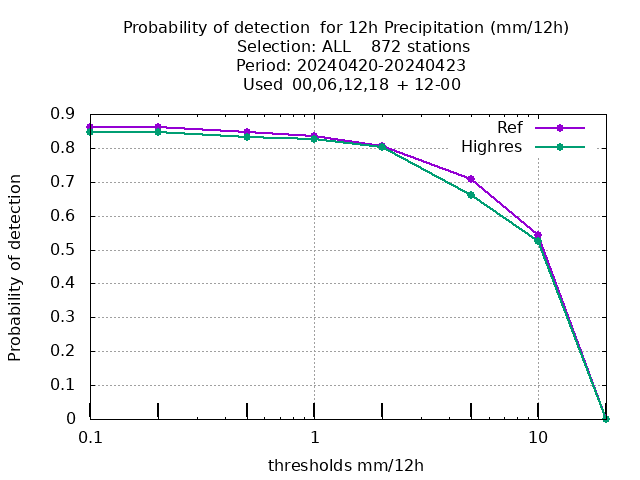 Probability of detection  for 12h Precipitation (mm/12h)
Selection: ALL    872 stations
Period: 20240420-20240423
Used  00,06,12,18  + 12-00
Ref
Highres
Probability of detection
0.9
0.8
0.7
0.6
0.5
0.4
0.3
0.2
0.1
0
0.1 1 10
thresholds mm/12h